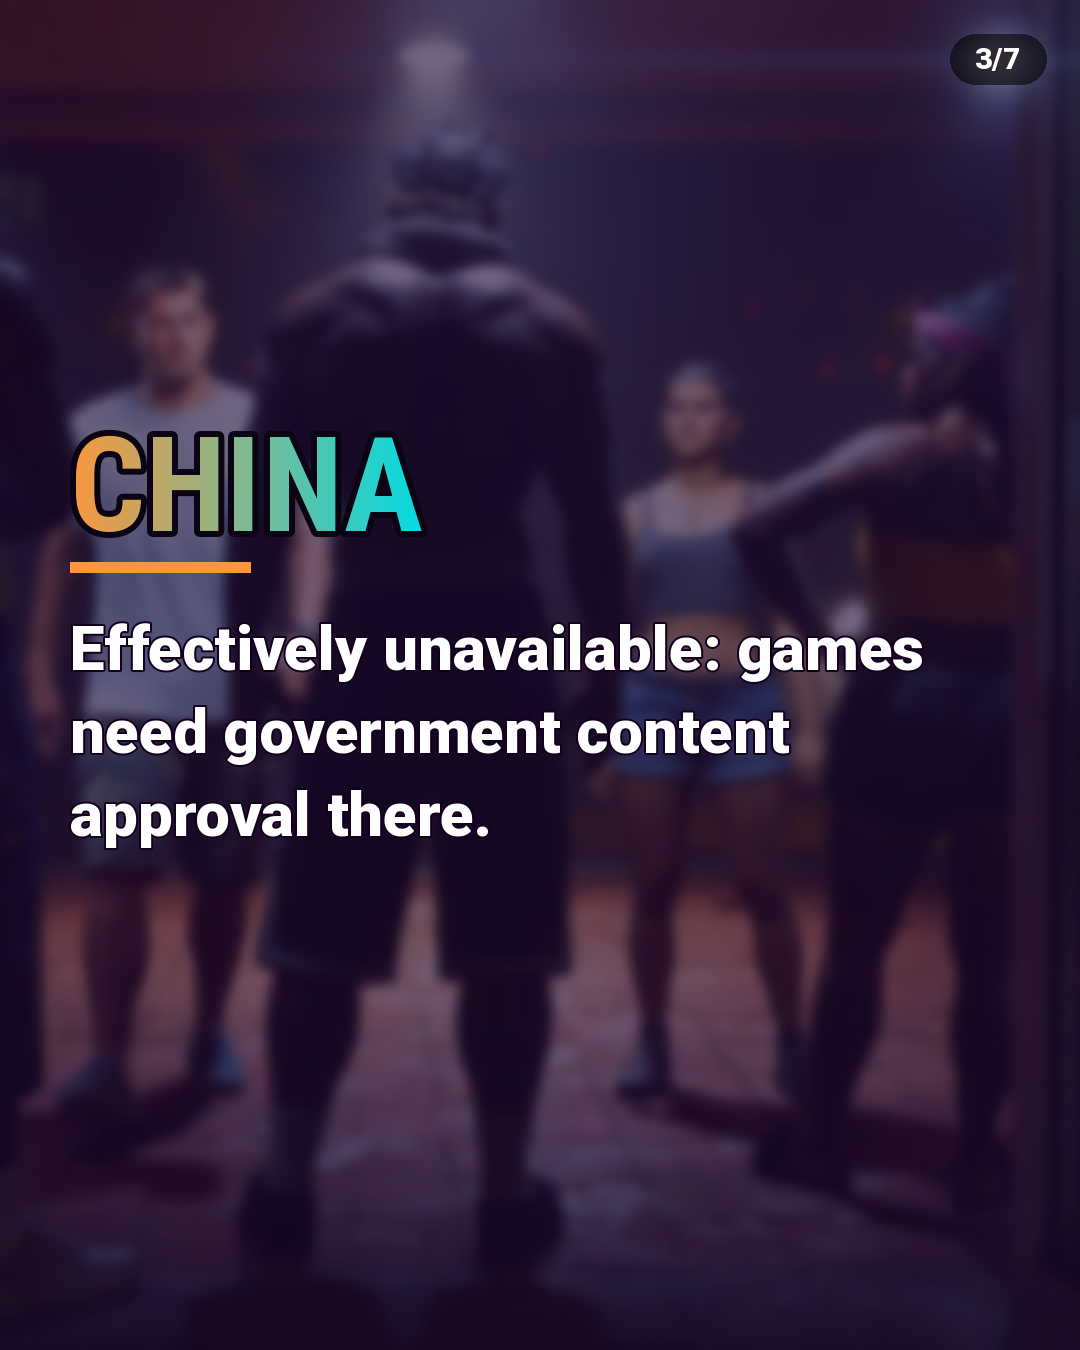 3/7
CHINA
Effectively unavailable: games
need government content
approval there.